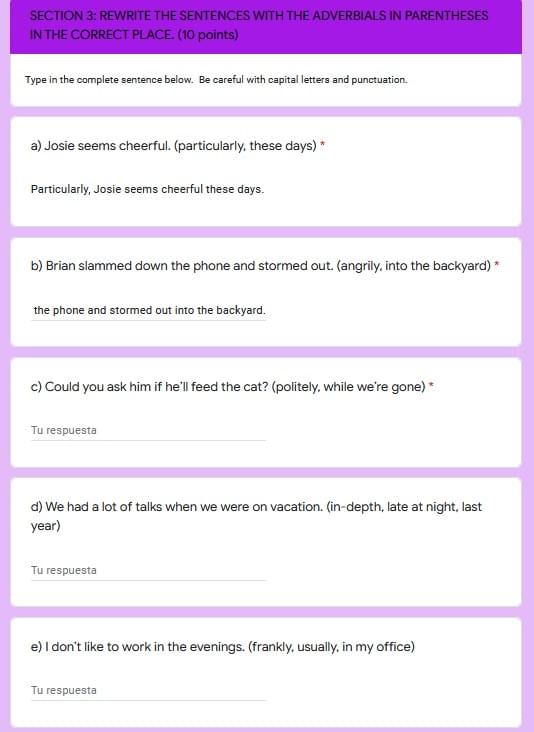 SECTION 3: REWRITE THE SENTENCES WITH THE ADVERBIALS IN PARENTHESES
IN THE CORRECT PLACE. (10 points)
Type in the complete sentence below.  Be careful with capital letters and punctuation.
a) Josie seems cheerful. (particularly, these days) *
Particularly, Josie seems cheerful these days.
b) Brian slammed down the phone and stormed out. (angrily, into the backyard) *
the phone and stormed out into the backyard.
c) Could you ask him if he'll feed the cat? (politely, while we're gone) *
Tu respuesta
d) We had a lot of talks when we were on vacation. (in-depth, late at night, last
year)
Tu respuesta
e) I don't like to work in the evenings. (frankly, usually, in my office)
Tu respuesta